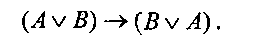 (A ∨ B) → (B ∨ A).